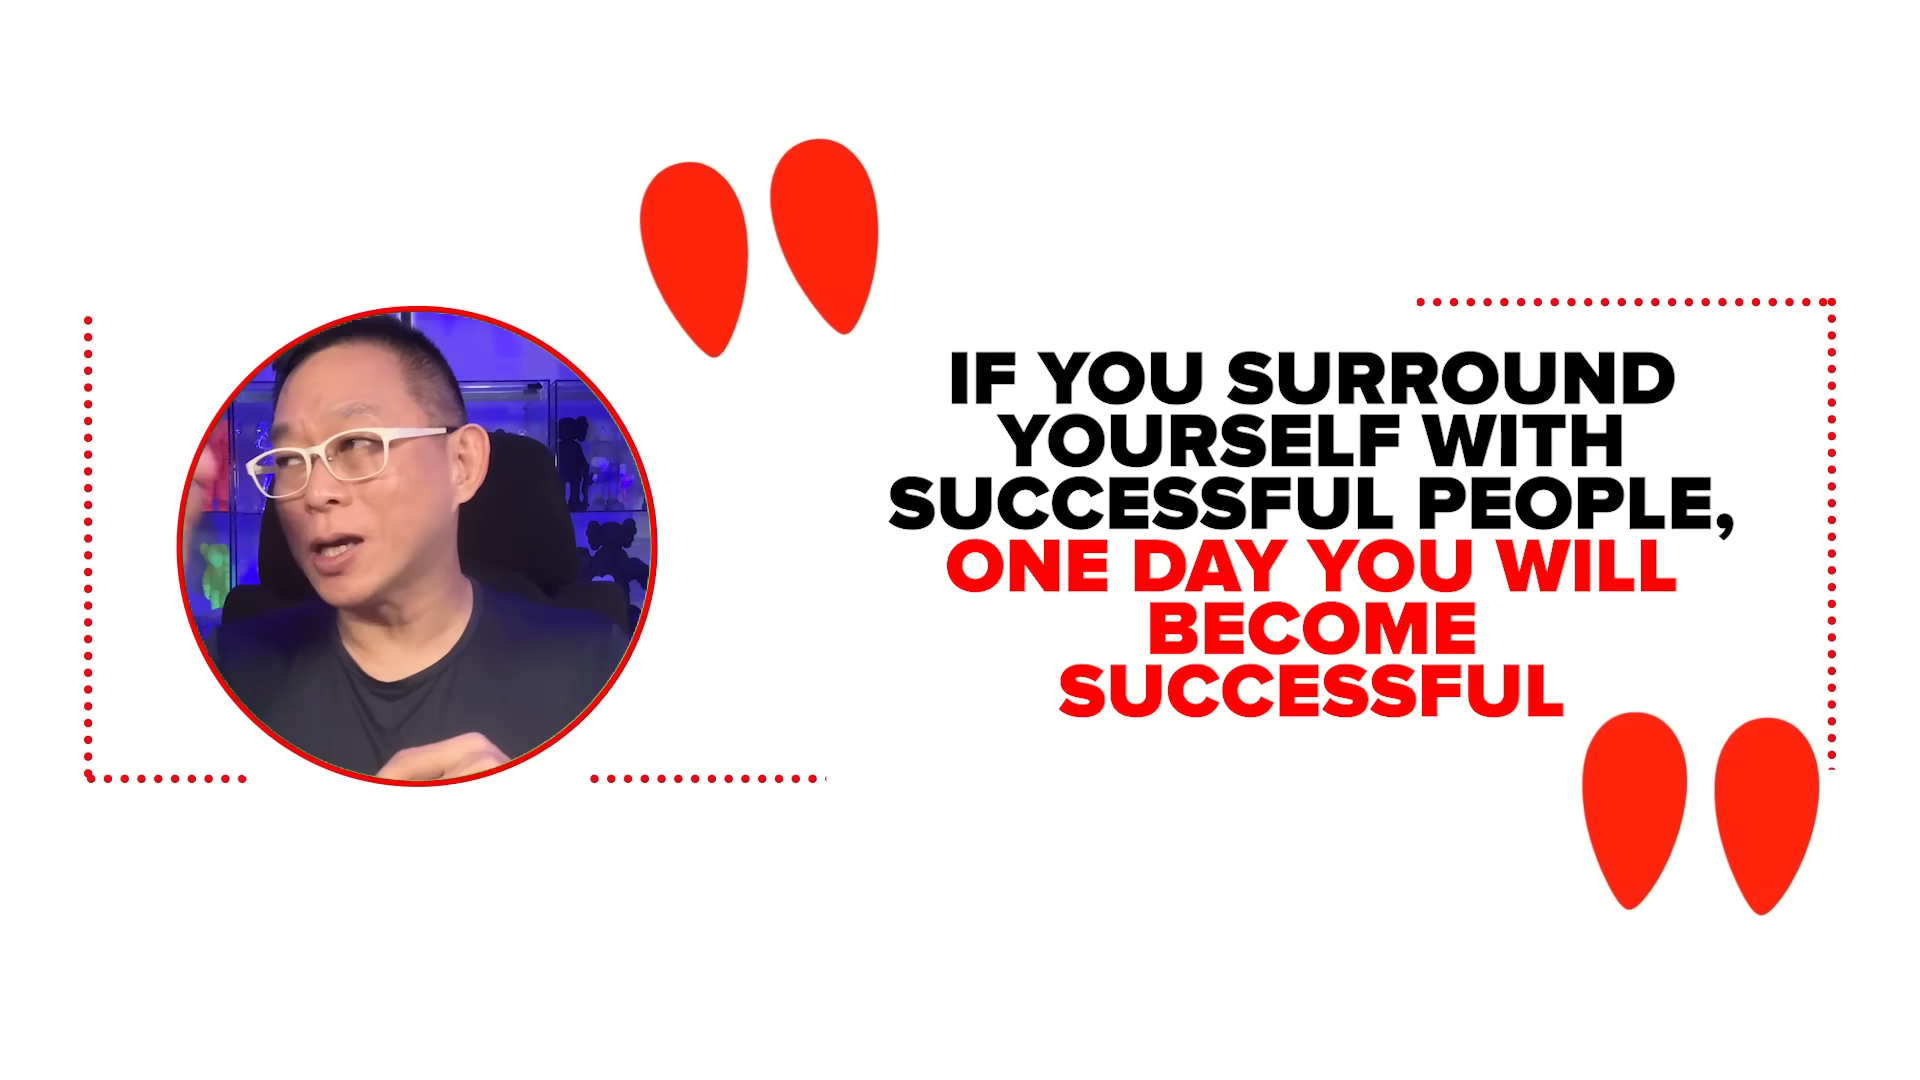 IF YOU SURROUND
YOURSELF WITH
SUCCESSFUL PEOPLE,
ONE DAY YOU WILL
BECOME
SUCCESSFUL